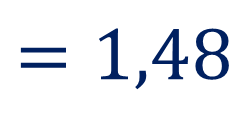 = 1,48